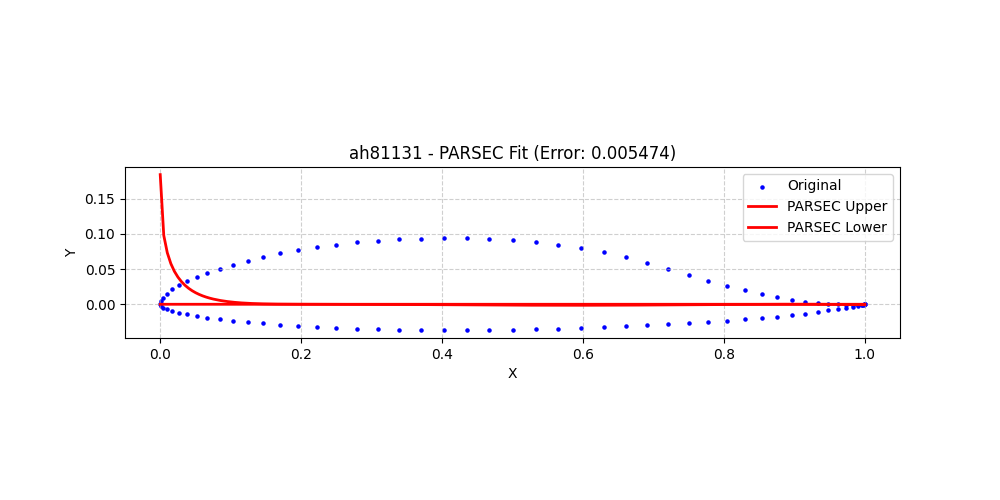 ah81131 - PARSEC Fit (Error: 0.005474)
Original
PARSEC Upper
PARSEC Lower
Y
0.15
0.10
0.05
0.00
0.0 0.2 0.4 0.6 0.8 1.0
X